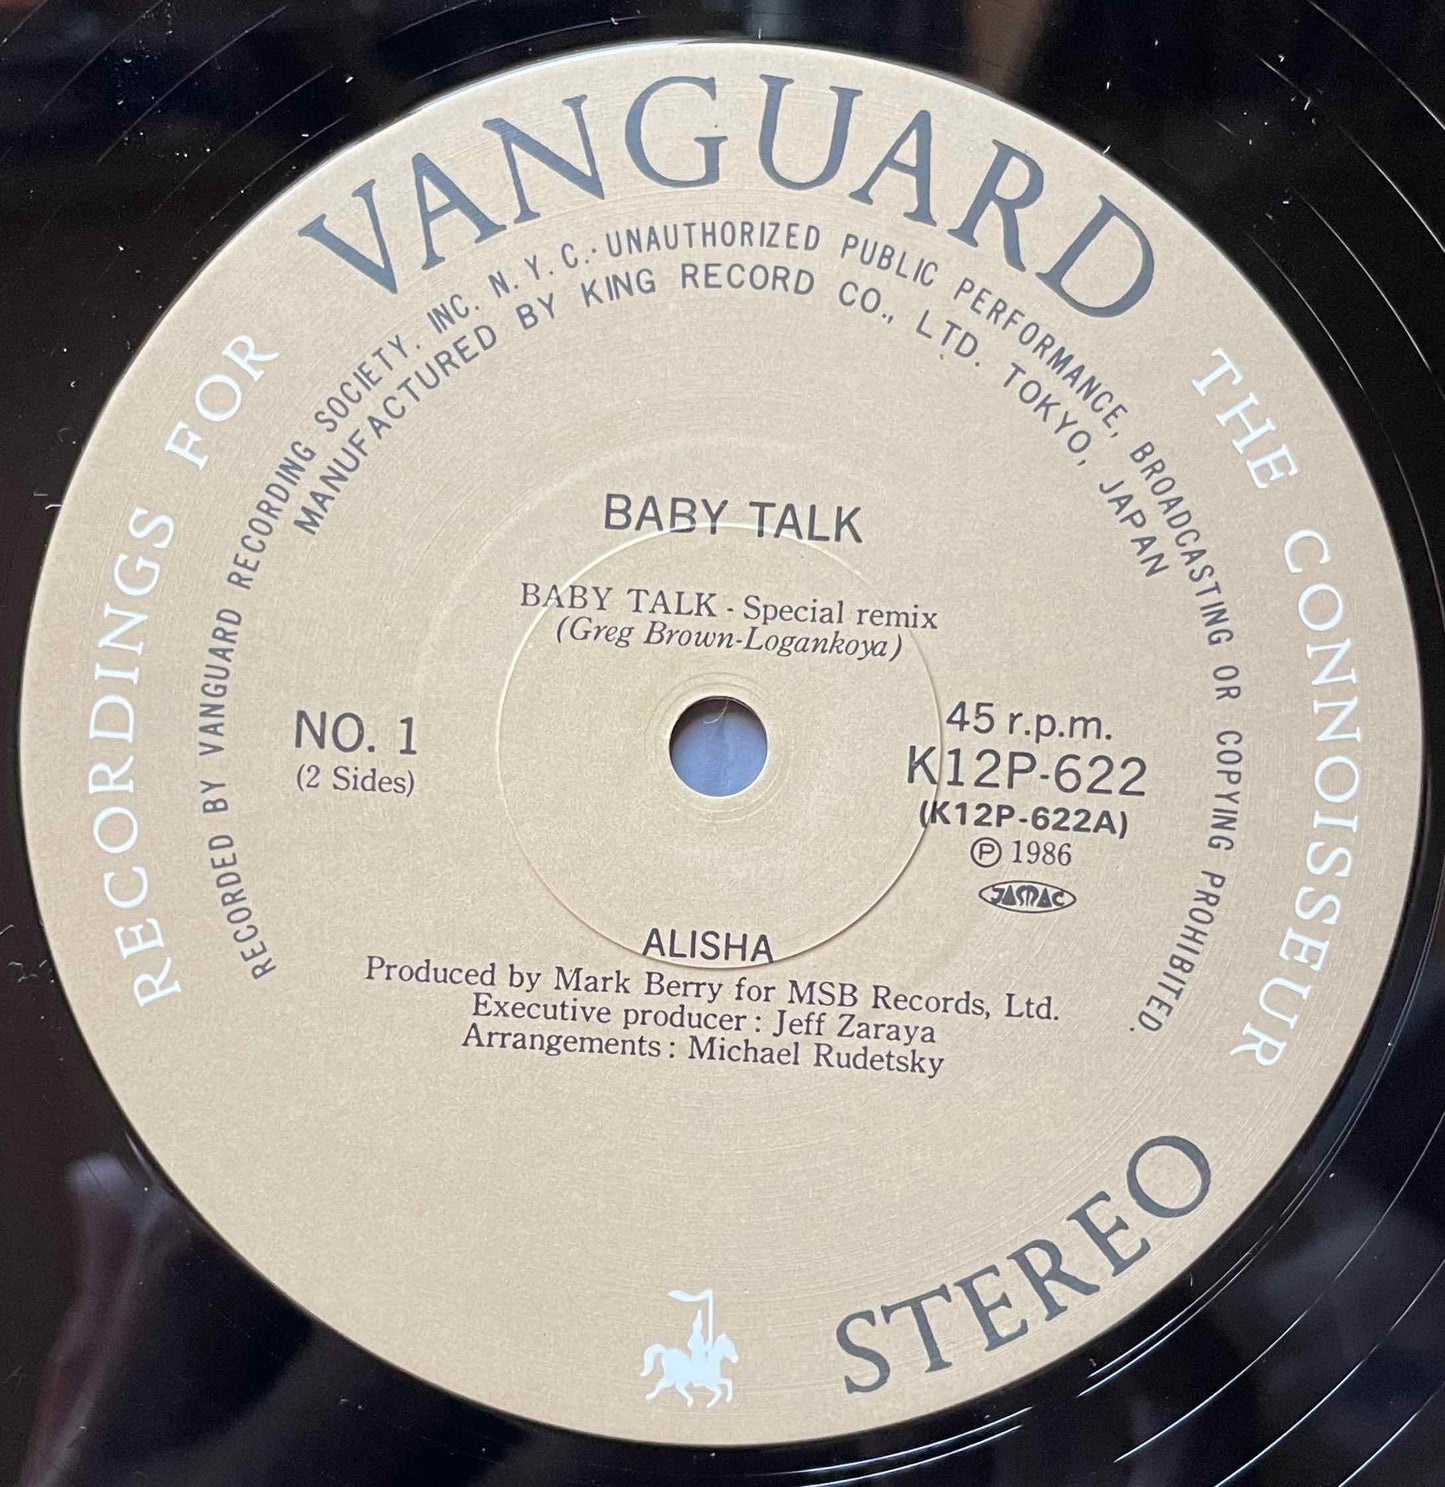 VANGUARD
RECORDINGS FOR THE CONNOISSEUR
RECORDED BY VANGUARD RECORDING SOCIETY. INC. N. Y. C.· UNAUTHORIZED PUBLIC PERFORMANCE, BROADCASTING OR COPYING PROHIBITED.
MANUFACTURED BY KING RECORD CO., LTD. TOKYO, JAPAN
BABY TALK
BABY TALK - Special remix
(Greg Brown-Logankoya)
NO. 1
(2 Sides)
45 r.p.m.
K12P-622
(K12P-622A)
Ⓟ 1986
JASRAC
ALISHA
Produced by Mark Berry for MSB Records, Ltd.
Executive producer : Jeff Zaraya
Arrangements : Michael Rudetsky
STEREO